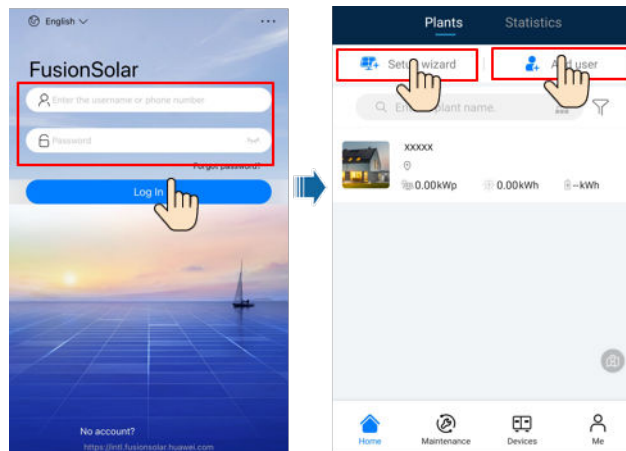 English
FusionSolar
Enter the username or phone number
Password
Forgot password?
Log In
No account?
https://intl.fusionsolar.huawei.com
Plants Statistics
Setup wizard
user
plant name.
xxxxx
0.00kWp 0.00kWh --kWh
Home Maintenance Devices Me